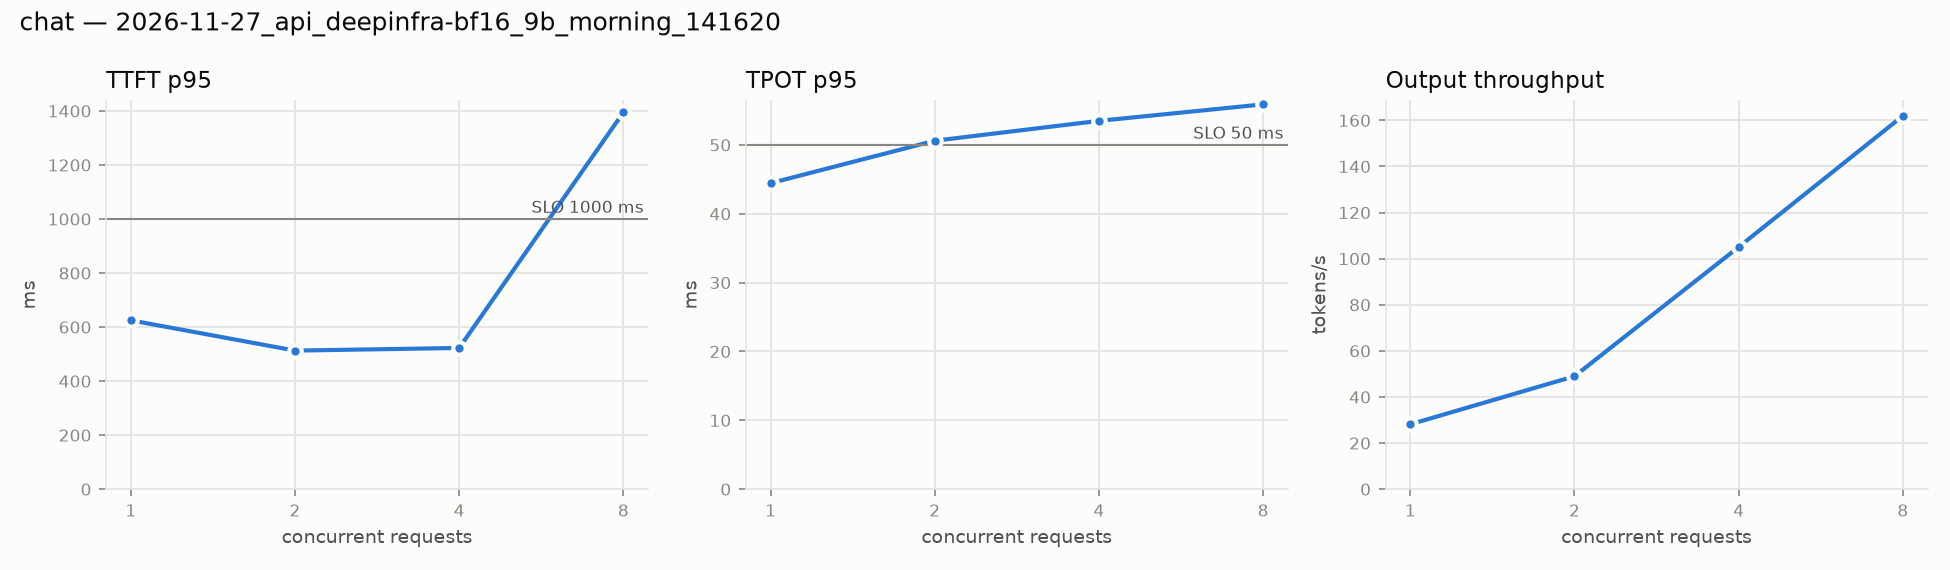 chat — 2026-11-27_api_deepinfra-bf16_9b_morning_141620
TTFT p95
1400
1200
1000
800
600
400
200
0
ms
SLO 1000 ms
1 2 4 8
concurrent requests
TPOT p95
50
40
30
20
10
0
ms
SLO 50 ms
1 2 4 8
concurrent requests
Output throughput
160
140
120
100
80
60
40
20
0
tokens/s
1 2 4 8
concurrent requests